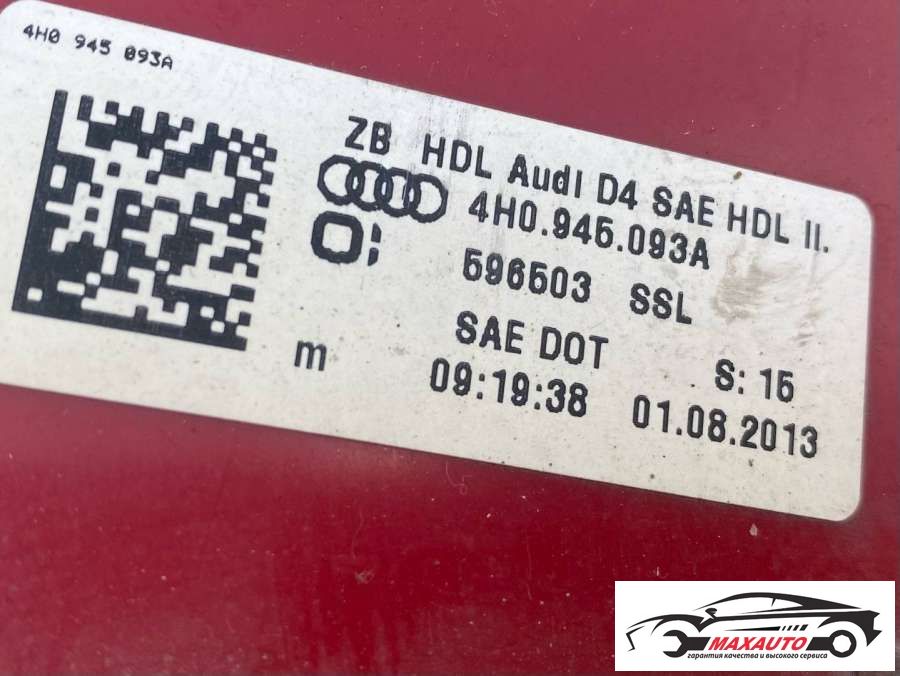 4H0 945 093A
ZB HDL Audi D4 SAE HDL II.
4H0.945.093A
596503 SSL
m SAE DOT S: 15
09:19:38 01.08.2013
MAXAUTO
гарантия качества и высокого сервиса